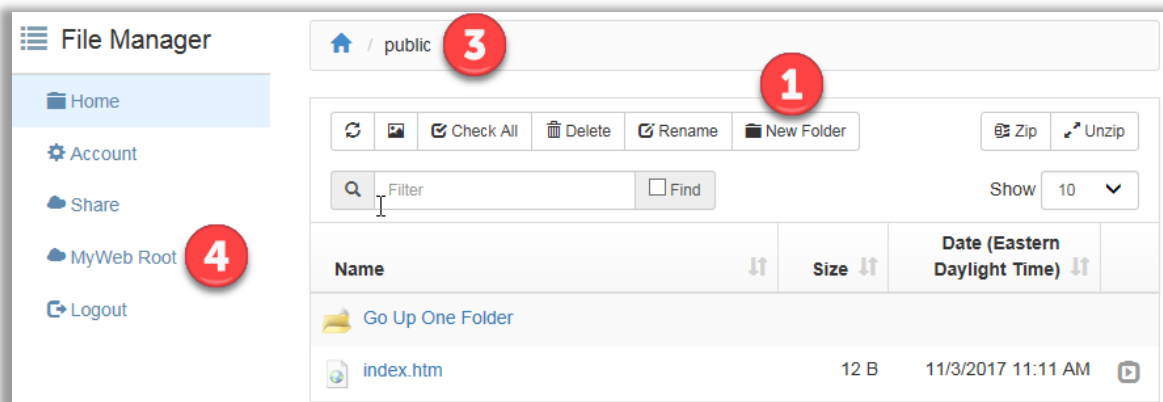 File Manager
Home
Account
Share
MyWeb Root 4
Logout
/ public 3
1
Check All Delete Rename New Folder Zip Unzip
Filter Find Show 10
Name Size Date (Eastern
Daylight Time)
Go Up One Folder
index.htm 12 B 11/3/2017 11:11 AM